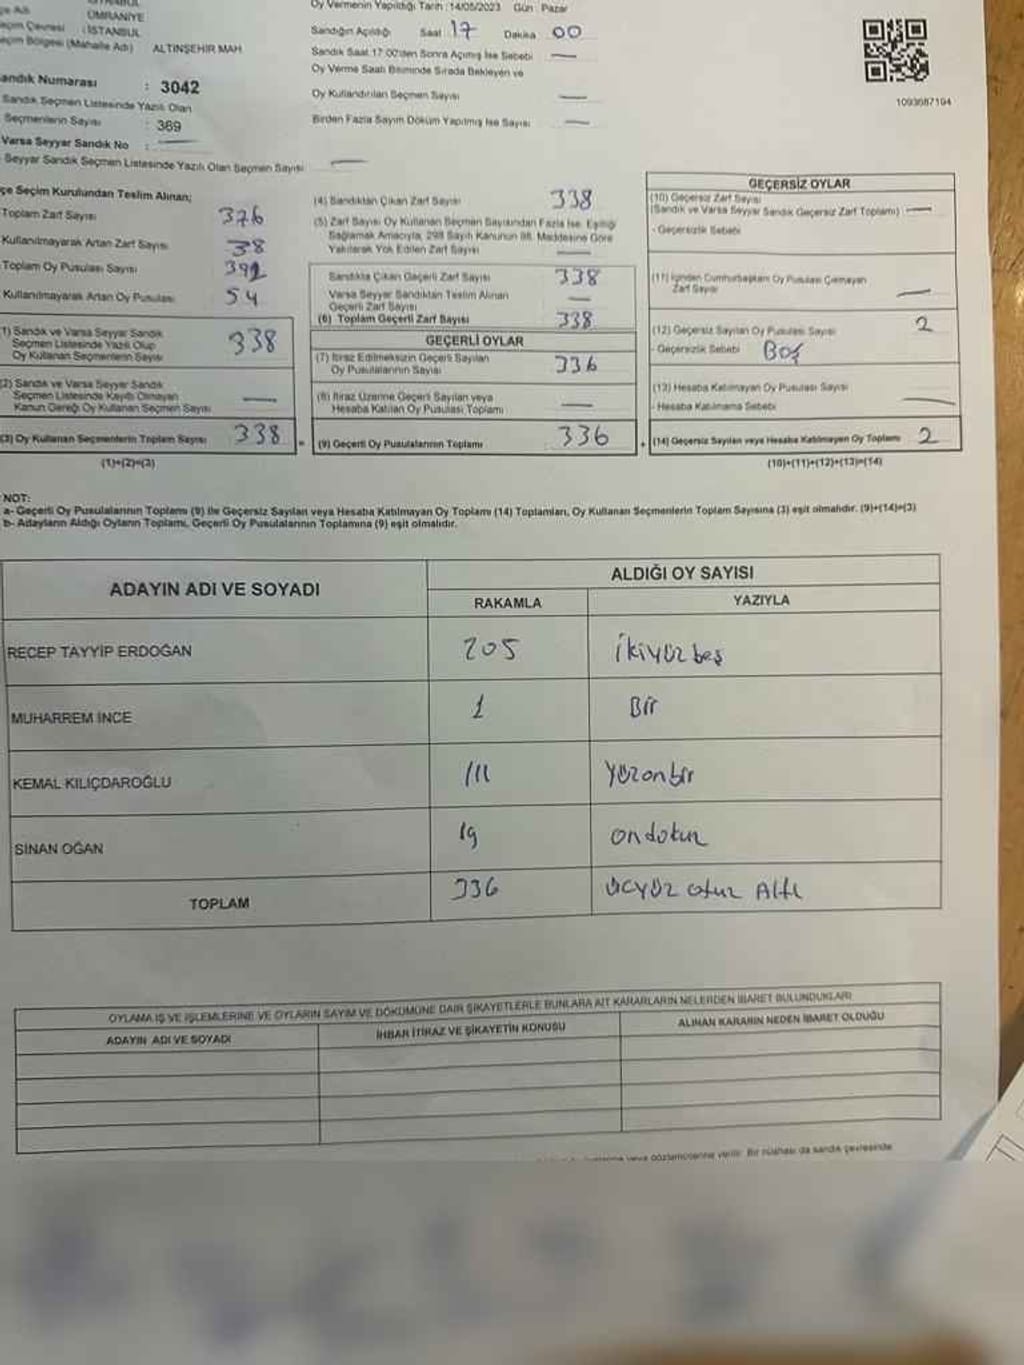 ÜMRANİYE
: İSTANBUL
ALTINŞEHİR MAH.
Sandık Numarası : 3042
Sandık Seçmen Listesinde Yazılı Olan
Seçmenlerin Sayısı : 369
Varsa Seyyar Sandık No : —
Seyyar Sandık Seçmen Listesinde Yazılı Olan Seçmen Sayısı —
Oy Vermenin Yapıldığı Tarih :14/05/2023 Gün : Pazar
Sandığın Açıldığı Saat 17 Dakika 00
Sandık Saat 17:00'den Sonra Açılmış İse Sebebi —
Oy Verme Saati Bitiminde Sırada Bekleyen ve
Oy Kullandırılan Seçmen Sayısı —
Birden Fazla Sayım Döküm Yapılmış İse Sayısı —
1093687194
İlçe Seçim Kurulundan Teslim Alınan;
Toplam Zarf Sayısı 376
Kullanılmayarak Artan Zarf Sayısı 38
Toplam Oy Pusulası Sayısı 392
Kullanılmayarak Artan Oy Pusulası 54
(1) Sandık ve Varsa Seyyar Sandık
Seçmen Listesinde Yazılı Olup
Oy Kullanan Seçmenlerin Sayısı 338
(2) Sandık ve Varsa Seyyar Sandık
Seçmen Listesinde Kayıtlı Olmayan
Kanun Gereği Oy Kullanan Seçmen Sayısı —
(3) Oy Kullanan Seçmenlerin Toplam Sayısı 338
(1)+(2)=(3)
(4) Sandıktan Çıkan Zarf Sayısı 338
(5) Zarf Sayısı Oy Kullanan Seçmen Sayısından Fazla İse, Eşitliği
Sağlamak Amacıyla, 298 Sayılı Kanunun 98. Maddesine Göre
Yakılarak Yok Edilen Zarf Sayısı —
Sandıkta Çıkan Geçerli Zarf Sayısı 338
Varsa Seyyar Sandıktan Teslim Alınan
Geçerli Zarf Sayısı —
(6) Toplam Geçerli Zarf Sayısı 338
GEÇERLİ OYLAR
(7) İtiraz Edilmeksizin Geçerli Sayılan
Oy Pusulalarının Sayısı 336
(8) İtiraz Üzerine Geçerli Sayılan veya
Hesaba Katılan Oy Pusulası Toplamı —
= (9) Geçerli Oy Pusulalarının Toplamı 336
GEÇERSİZ OYLAR
(10) Geçersiz Zarf Sayısı
(Sandık ve Varsa Seyyar Sandık Geçersiz Zarf Toplamı) —
- Geçersizlik Sebebi
(11) İçinden Cumhurbaşkanı Oy Pusulası Çıkmayan
Zarf Sayısı —
(12) Geçersiz Sayılan Oy Pusulası Sayısı 2
- Geçersizlik Sebebi Boş
(13) Hesaba Katılmayan Oy Pusulası Sayısı —
- Hesaba Katılmama Sebebi
+ (14) Geçersiz Sayılan veya Hesaba Katılmayan Oy Toplamı 2
(10)+(11)+(12)+(13)=(14)
NOT:
a- Geçerli Oy Pusulalarının Toplamı (9) ile Geçersiz Sayılan veya Hesaba Katılmayan Oy Toplamı (14) Toplamları, Oy Kullanan Seçmenlerin Toplam Sayısına (3) eşit olmalıdır. (9)+(14)=(3)
b- Adayların Aldığı Oyların Toplamı, Geçerli Oy Pusulalarının Toplamına (9) eşit olmalıdır.
ADAYIN ADI VE SOYADI
ALDIĞI OY SAYISI
RAKAMLA YAZIYLA
RECEP TAYYİP ERDOĞAN 205 ikiyüz beş
MUHARREM İNCE 1 Bir
KEMAL KILIÇDAROĞLU 111 Yüzonbir
SİNAN OĞAN 19 ondokuz
TOPLAM 336 üçyüz otuz Altı
OYLAMA İŞ VE İŞLEMLERİNE VE OYLARIN SAYIM VE DÖKÜMÜNE DAİR ŞİKAYETLERLE BUNLARA AİT KARARLARIN NELERDEN İBARET BULUNDUKLARI
ADAYIN ADI VE SOYADI İHBAR İTİRAZ VE ŞİKAYETİN KONUSU ALINAN KARARIN NEDEN İBARET OLDUĞU
veya gözlemcilerine verilir. Bir nüshası da sandık çevresinde